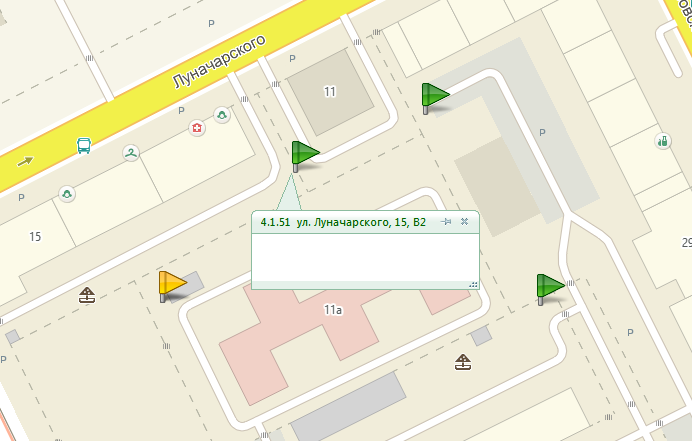 P
Луначарского
11
P
P
P
4.1.51 ул. Луначарского, 15, В2
15
29
11а
P
P